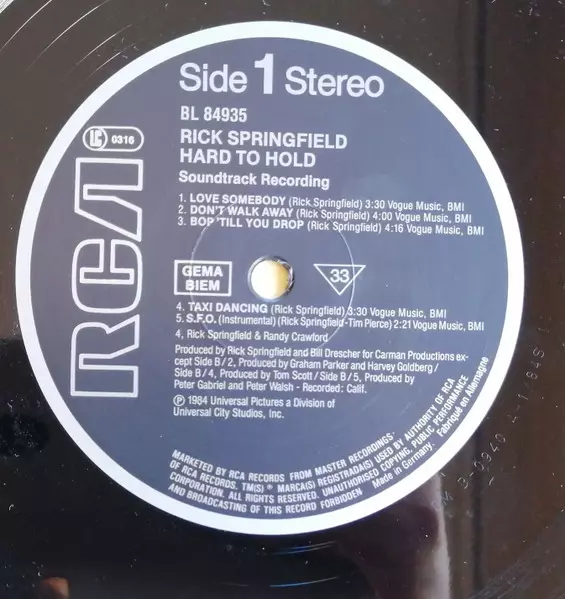 Side 1 Stereo
BL 84935
RICK SPRINGFIELD
HARD TO HOLD
Soundtrack Recording
LC 0316
RCA
1. LOVE SOMEBODY (Rick Springfield) 3:30 Vogue Music, BMI
2. DON'T WALK AWAY (Rick Springfield) 4:00 Vogue Music, BMI
3. BOP 'TILL YOU DROP (Rick Springfield) 4:16 Vogue Music, BMI
GEMA
BIEM
33
4. TAXI DANCING (Rick Springfield) 3:30 Vogue Music, BMI
5. S.F.O. (Instrumental) (Rick Springfield-Tim Pierce) 2:21 Vogue Music, BMI
4, Rick Springfield & Randy Crawford
Produced by Rick Springfield and Bill Drescher for Carman Productions ex-
cept Side B/2, Produced by Graham Parker and Harvey Goldberg/
Side B/4, Produced by Tom Scott/Side B/5, Produced by
Peter Gabriel and Peter Walsh - Recorded: Calif.
℗ 1984 Universal Pictures a Division of
Universal City Studios, Inc.
MARKETED BY RCA RECORDS FROM MASTER RECORDINGS·
OF RCA RECORDS. TM(S) ® MARCA(S) REGISTRADA(S) USED BY AUTHORITY OF RCA
CORPORATION. ALL RIGHTS RESERVED. UNAUTHORISED COPYING, PUBLIC PERFORMANCE
AND BROADCASTING OF THIS RECORD FORBIDDEN Made in Germany. Fabriqué en Allemagne